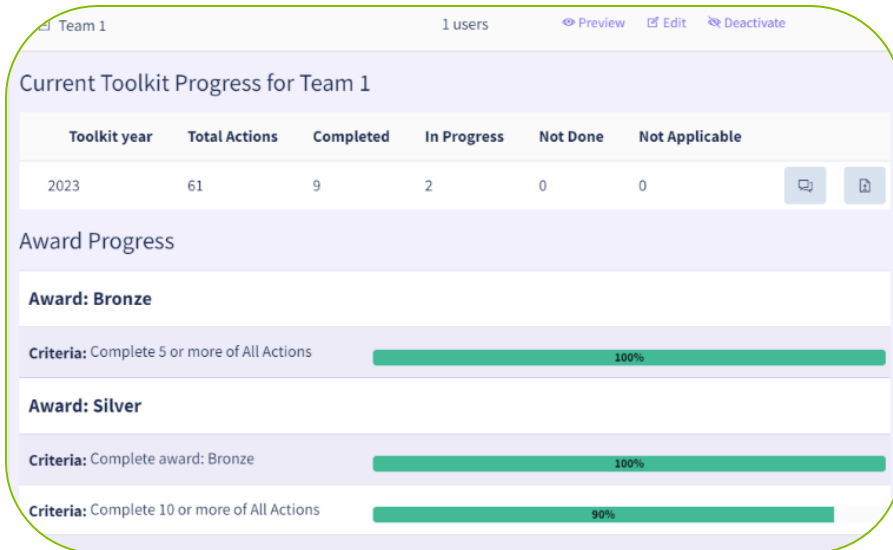 Team 1 1 users Preview Edit Deactivate
Current Toolkit Progress for Team 1
Toolkit year Total Actions Completed In Progress Not Done Not Applicable
2023 61 9 2 0 0
Award Progress
Award: Bronze
Criteria: Complete 5 or more of All Actions 100%
Award: Silver
Criteria: Complete award: Bronze 100%
Criteria: Complete 10 or more of All Actions 90%